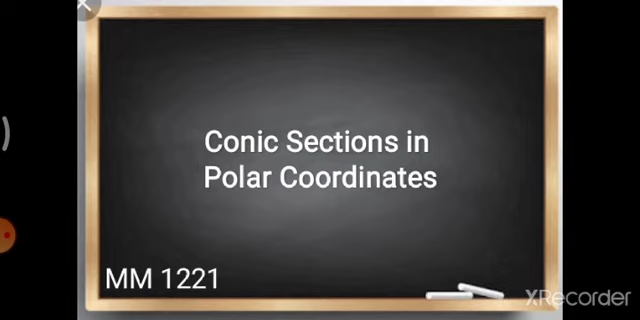 Conic Sections in
Polar Coordinates
MM 1221
XRecorder